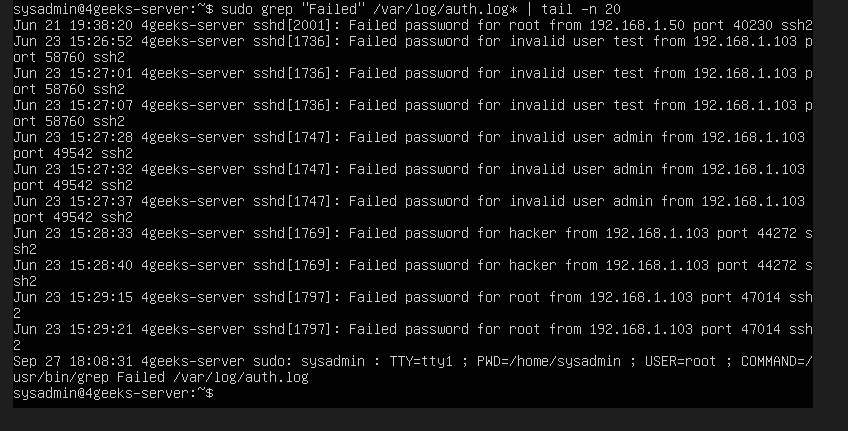 sysadmin@4geeks-server:~$ sudo grep "Failed" /var/log/auth.log* | tail -n 20
Jun 21 19:38:20 4geeks-server sshd[2001]: Failed password for root from 192.168.1.50 port 40230 ssh2
Jun 23 15:26:52 4geeks-server sshd[1736]: Failed password for invalid user test from 192.168.1.103 p
ort 58760 ssh2
Jun 23 15:27:01 4geeks-server sshd[1736]: Failed password for invalid user test from 192.168.1.103 p
ort 58760 ssh2
Jun 23 15:27:07 4geeks-server sshd[1736]: Failed password for invalid user test from 192.168.1.103 p
ort 58760 ssh2
Jun 23 15:27:28 4geeks-server sshd[1747]: Failed password for invalid user admin from 192.168.1.103
port 49542 ssh2
Jun 23 15:27:32 4geeks-server sshd[1747]: Failed password for invalid user admin from 192.168.1.103
port 49542 ssh2
Jun 23 15:27:37 4geeks-server sshd[1747]: Failed password for invalid user admin from 192.168.1.103
port 49542 ssh2
Jun 23 15:28:33 4geeks-server sshd[1769]: Failed password for hacker from 192.168.1.103 port 44272 s
sh2
Jun 23 15:28:40 4geeks-server sshd[1769]: Failed password for hacker from 192.168.1.103 port 44272 s
sh2
Jun 23 15:29:15 4geeks-server sshd[1797]: Failed password for root from 192.168.1.103 port 47014 ssh
2
Jun 23 15:29:21 4geeks-server sshd[1797]: Failed password for root from 192.168.1.103 port 47014 ssh
2
Sep 27 18:08:31 4geeks-server sudo: sysadmin : TTY=tty1 ; PWD=/home/sysadmin ; USER=root ; COMMAND=/
usr/bin/grep Failed /var/log/auth.log
sysadmin@4geeks-server:~$